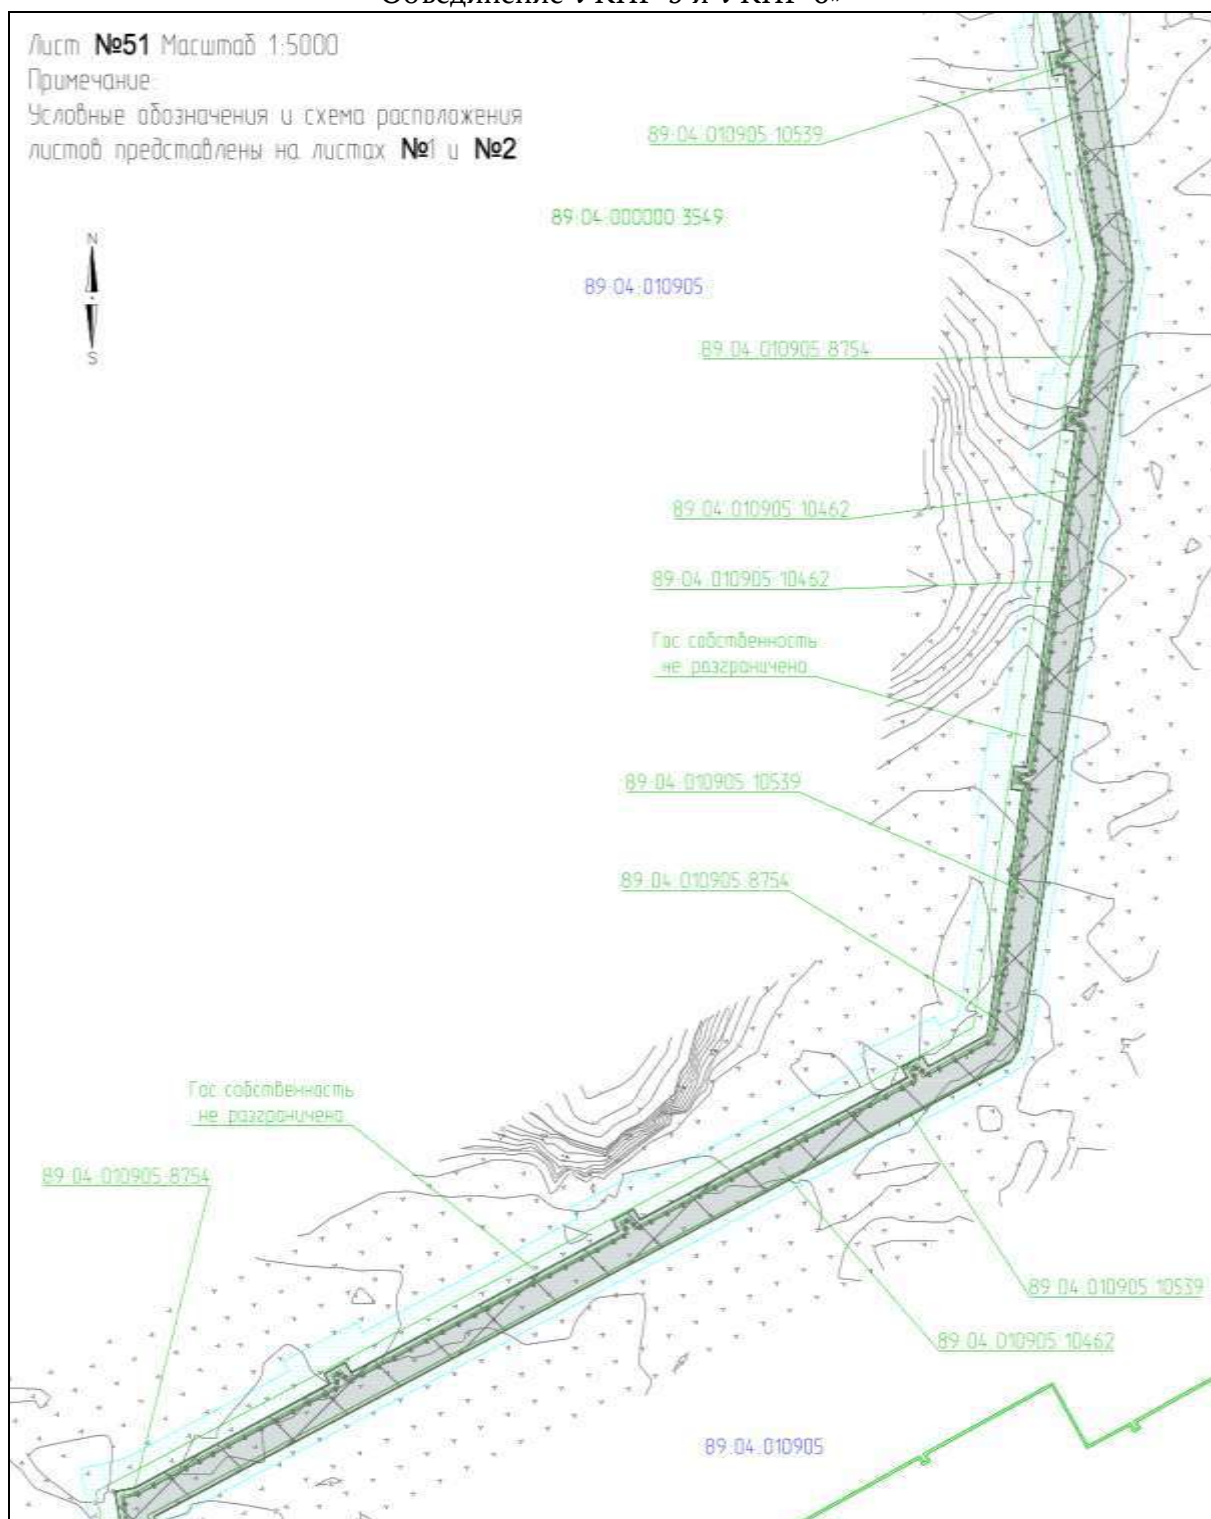 Объединение УКПГ-5 и УКПГ-6»
Лист №51 Масштаб 1:5000
Примечание:
Условные обозначения и схема расположения
листов представлены на листах №1 и №2
N
S
89:04:010905:10539
89:04:000000:3549
89:04:010905
89:04:010905:8754
89:04:010905:10462
89:04:010905:10462
Гос. собственность
не разграничено
89:04:010905:10539
89:04:010905:8754
Гос. собственность
не разграничено
89:04:010905:8754
89:04:010905:10539
89:04:010905:10462
89:04:010905